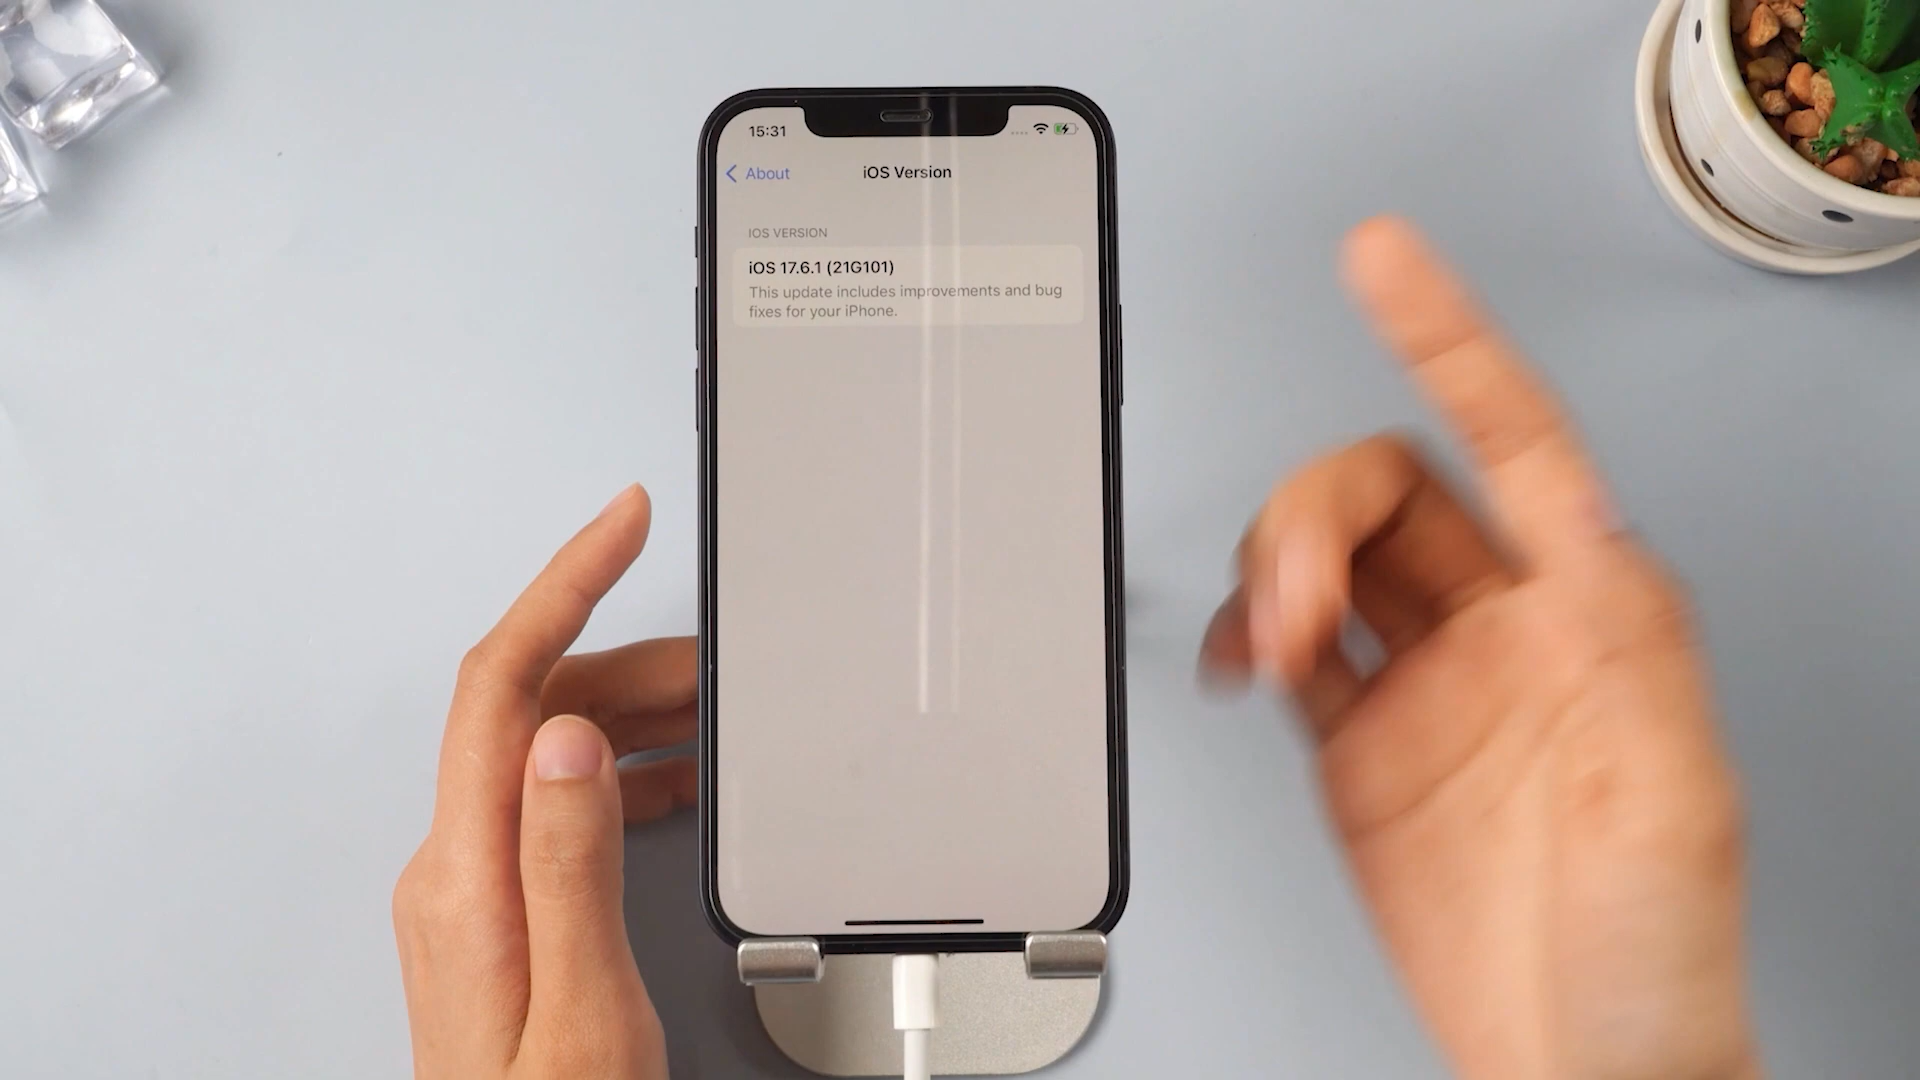 15:31
About
iOS Version
IOS VERSION
iOS 17.6.1 (21G101)
This update includes improvements and bug
fixes for your iPhone.